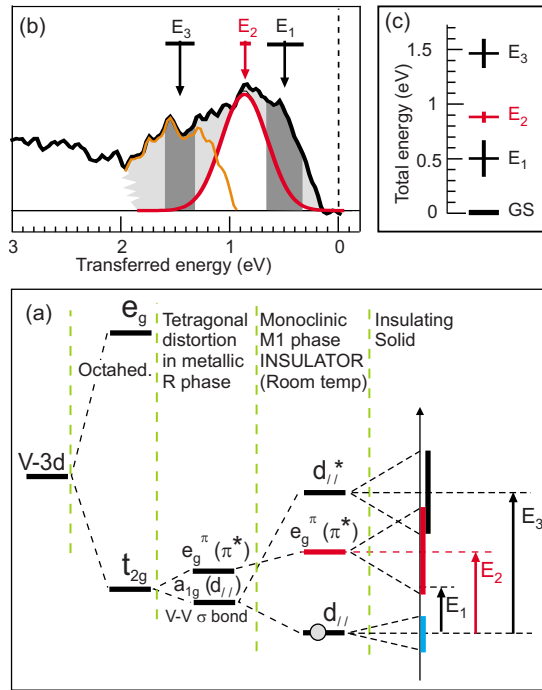 (b)
E3 E2 E1
3 2 1 0
Transferred energy (eV)
(c)
Total energy (eV)
1.5
1
0.5
0
E3
E2
E1
GS
(a)
eg
Octahed.
V-3d
t2g
Tetragonal
distortion
in metallic
R phase
egπ (π*)
a1g (d//)
V-V σ bond
Monoclinic
M1 phase
INSULATOR
(Room temp)
d//*
egπ (π*)
d//
Insulating
Solid
E1
E2
E3